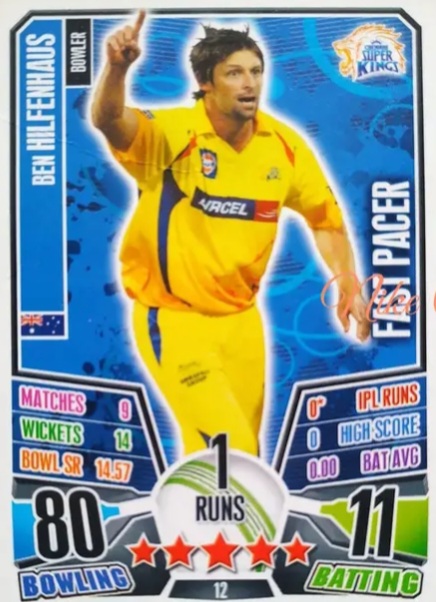 BEN HILFENHAUS
BOWLER
CHENNAI
SUPER
KINGS
AIRCEL
FAST PACER
MATCHES 9
WICKETS 14
BOWL SR 14.57
0* IPL RUNS
0 HIGH SCORE
0.00 BAT AVG
1
RUNS
80
BOWLING
11
BATTING
12